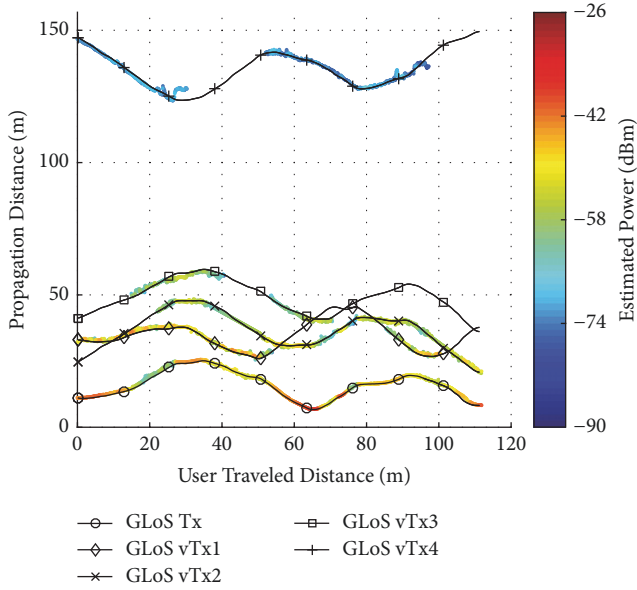 150
100
50
0
Propagation Distance (m)
0 20 40 60 80 100 120
User Traveled Distance (m)
−26
−42
−58
−74
−90
Estimated Power (dBm)
GLoS Tx
GLoS vTx1
GLoS vTx2
GLoS vTx3
GLoS vTx4